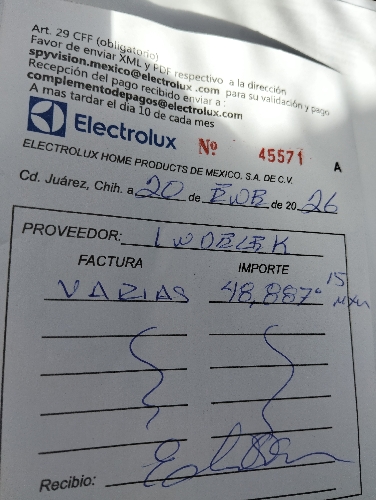 Art. 29 CFF (obligatorio)
Favor de enviar XML y PDF respectivo a la dirección
spyvision.mexico@electrolux.com para su validación y pago
Recepción del pago recibido enviar a :
complementodepagos@electrolux.com
A mas tardar el día 10 de cada mes
Electrolux Nº 45571 A
ELECTROLUX HOME PRODUCTS DE MEXICO, S.A. DE C.V.
Cd. Juárez, Chih. a 20 de ENE de 20 26
PROVEEDOR:
FACTURA IMPORTE
VARIAS 48,887.15 MXN
Recibio: